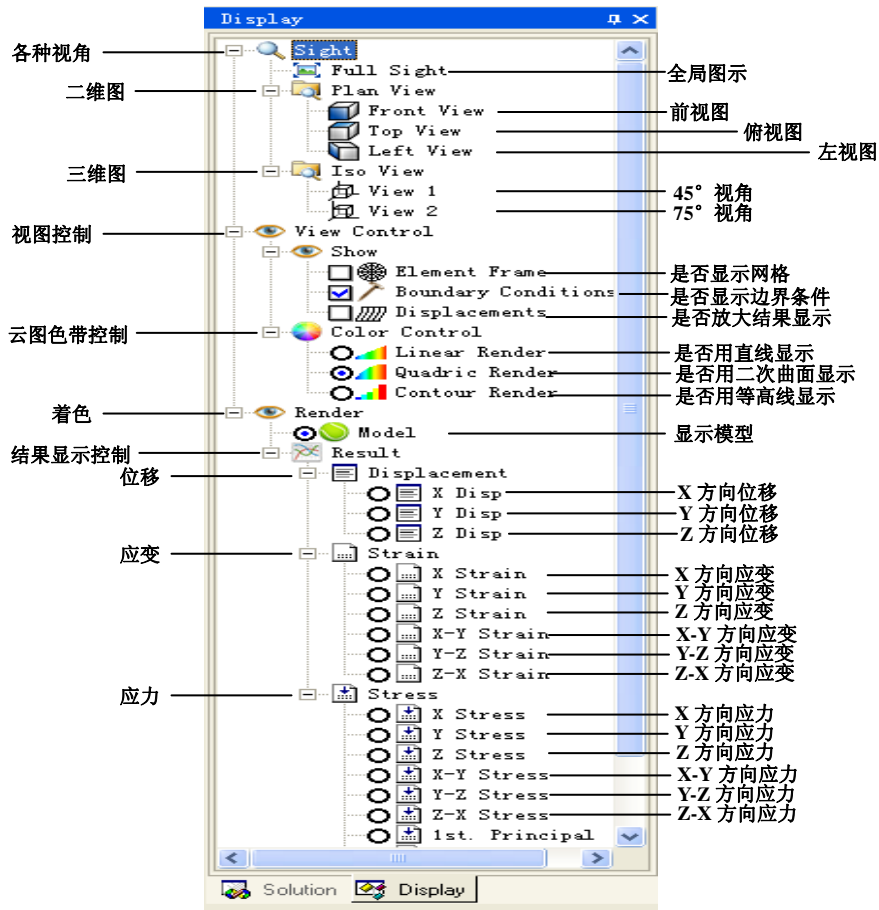 Display
各种视角 Sight
Full Sight 全局图示
二维图 Plan View
Front View 前视图
Top View 俯视图
Left View 左视图
三维图 Iso View
View 1 45° 视角
View 2 75° 视角
视图控制 View Control
Show
Element Frame 是否显示网格
Boundary Conditions 是否显示边界条件
Displacements 是否放大结果显示
云图色带控制 Color Control
Linear Render 是否用直线显示
Quadric Render 是否用二次曲面显示
Contour Render 是否用等高线显示
着色 Render
Model 显示模型
结果显示控制 Result
位移 Displacement
X Disp X 方向位移
Y Disp Y 方向位移
Z Disp Z 方向位移
应变 Strain
X Strain X 方向应变
Y Strain Y 方向应变
Z Strain Z 方向应变
X-Y Strain X-Y 方向应变
Y-Z Strain Y-Z 方向应变
Z-X Strain Z-X 方向应变
应力 Stress
X Stress X 方向应力
Y Stress Y 方向应力
Z Stress Z 方向应力
X-Y Stress X-Y 方向应力
Y-Z Stress Y-Z 方向应力
Z-X Stress Z-X 方向应力
1st. Principal
Solution Display